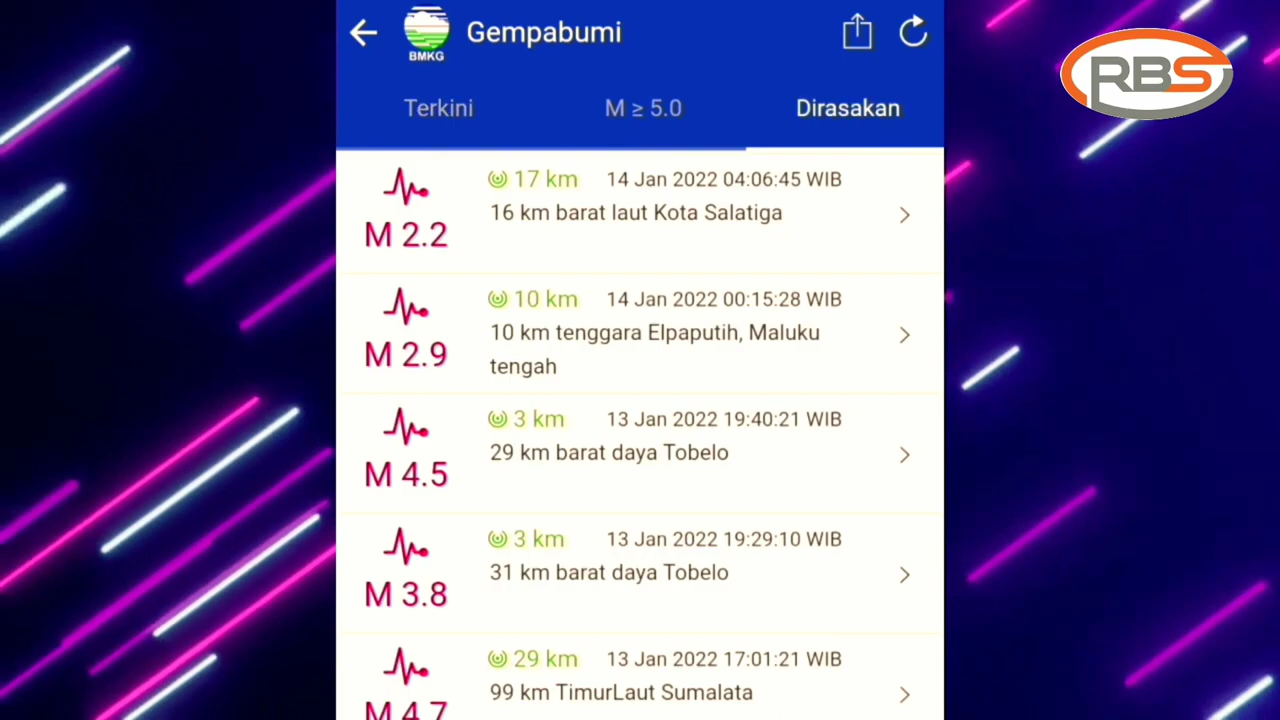 BMKG
Gempabumi
RBS
Terkini
M ≥ 5.0
Dirasakan
17 km 14 Jan 2022 04:06:45 WIB
16 km barat laut Kota Salatiga
M 2.2
10 km 14 Jan 2022 00:15:28 WIB
10 km tenggara Elpaputih, Maluku
tengah
M 2.9
3 km 13 Jan 2022 19:40:21 WIB
29 km barat daya Tobelo
M 4.5
3 km 13 Jan 2022 19:29:10 WIB
31 km barat daya Tobelo
M 3.8
29 km 13 Jan 2022 17:01:21 WIB
99 km TimurLaut Sumalata
M 4.7